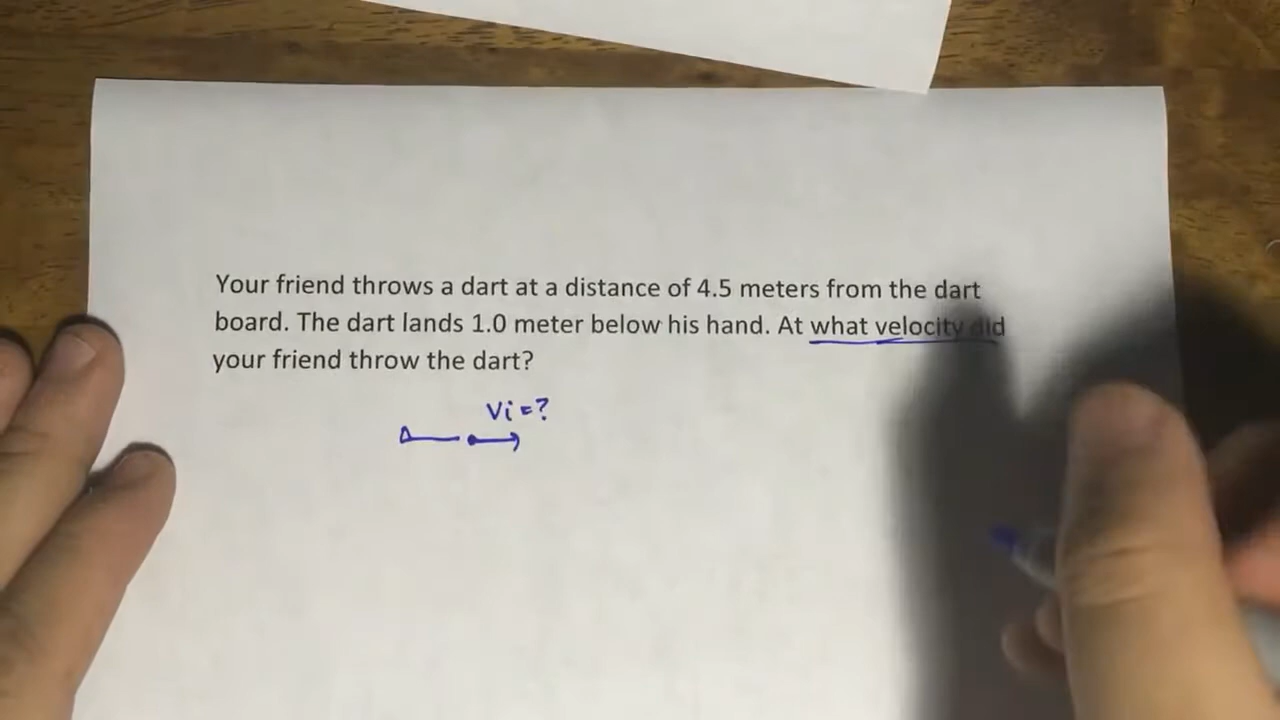 Your friend throws a dart at a distance of 4.5 meters from the dart
board. The dart lands 1.0 meter below his hand. At what velocity did
your friend throw the dart?
Vi=?